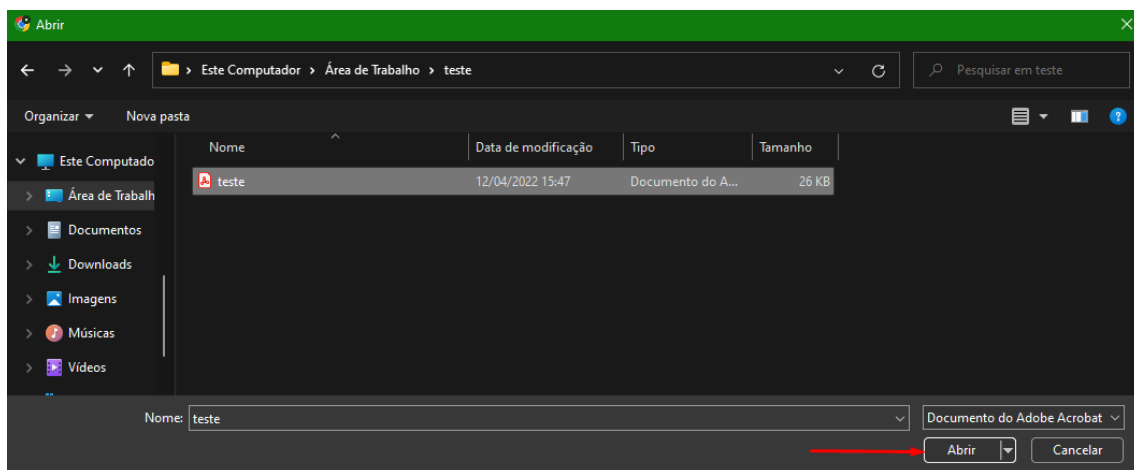 Abrir
Este Computador > Área de Trabalho > teste
Pesquisar em teste
Organizar Nova pasta
Nome Data de modificação Tipo Tamanho
Este Computado
Área de Trabalh
Documentos
Downloads
Imagens
Músicas
Vídeos
teste 12/04/2022 15:47 Documento do A... 26 KB
Nome: teste Documento do Adobe Acrobat
Abrir Cancelar